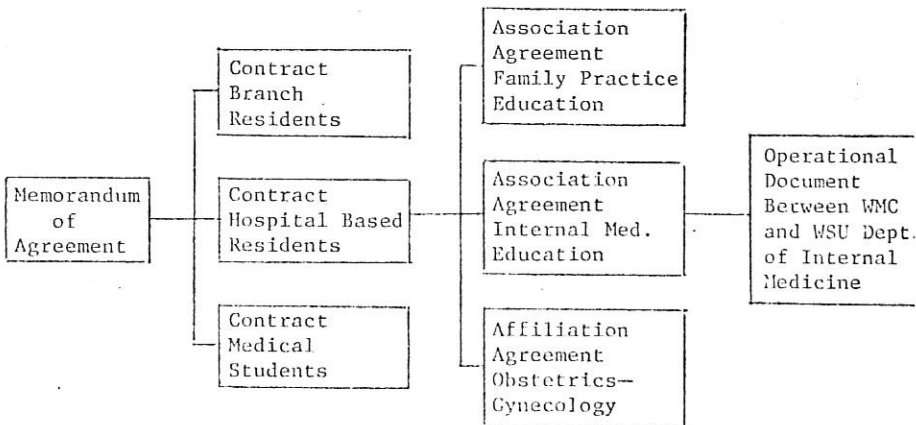 Memorandum
of
Agreement
Contract
Branch
Residents
Contract
Hospital Based
Residents
Contract
Medical
Students
Association
Agreement
Family Practice
Education
Association
Agreement
Internal Med.
Education
Affiliation
Agreement
Obstetrics—
Gynecology
Operational
Document
Between WMC
and WSU Dept.
of Internal
Medicine